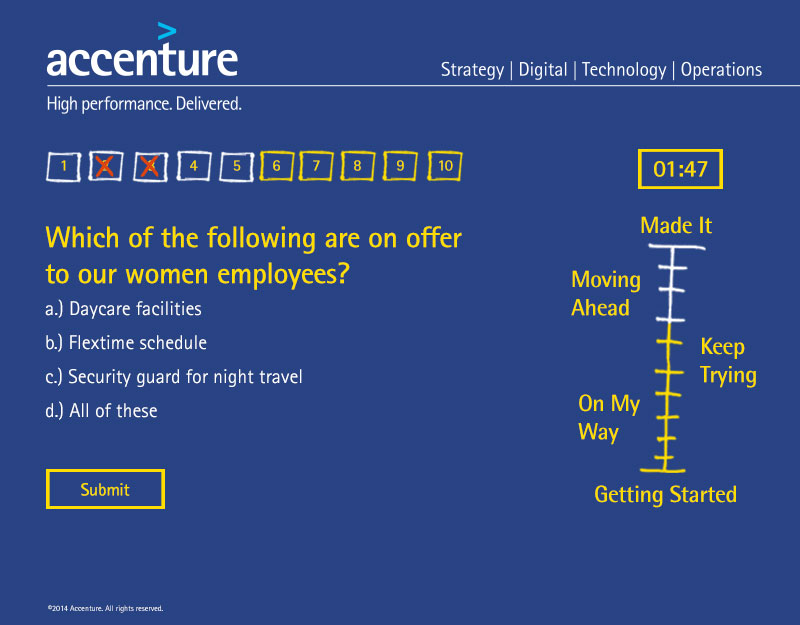 accenture
Strategy | Digital | Technology | Operations
High performance. Delivered.
1 4 5 6 7 8 9 10
01:47
Made It
Which of the following are on offer
to our women employees?
Moving
Ahead
a.) Daycare facilities
b.) Flextime schedule
Keep
Trying
c.) Security guard for night travel
d.) All of these
On My
Way
Submit
Getting Started
©2014 Accenture. All rights reserved.